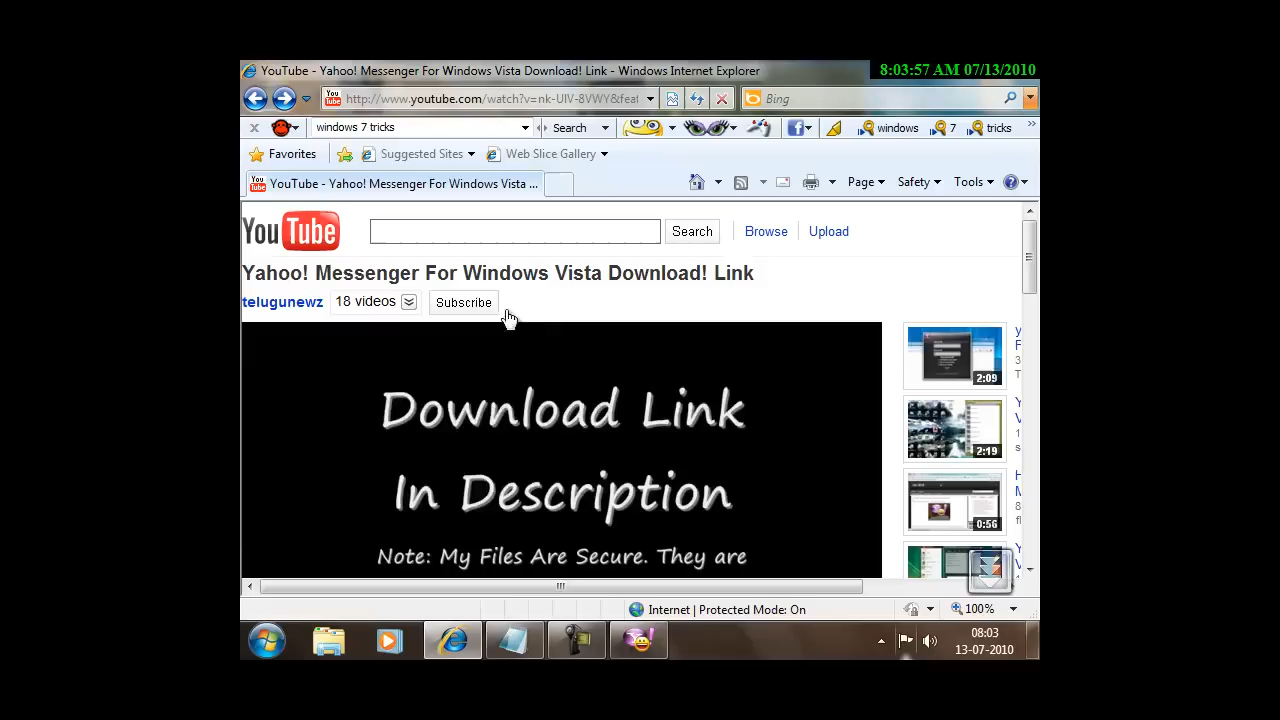 YouTube - Yahoo! Messenger For Windows Vista Download! Link - Windows Internet Explorer
8:03:57 AM 07/13/2010
http://www.youtube.com/watch?v=nk-UIV-8VWY&feat
Bing
windows 7 tricks
Search
windows
7
tricks
Favorites
Suggested Sites
Web Slice Gallery
YouTube - Yahoo! Messenger For Windows Vista ...
Page
Safety
Tools
YouTube
Search
Browse
Upload
Yahoo! Messenger For Windows Vista Download! Link
telugunewz
18 videos
Subscribe
Download Link
In Description
Note: My Files Are Secure. They are
2:09
2:19
0:56
Internet | Protected Mode: On
100%
08:03
13-07-2010